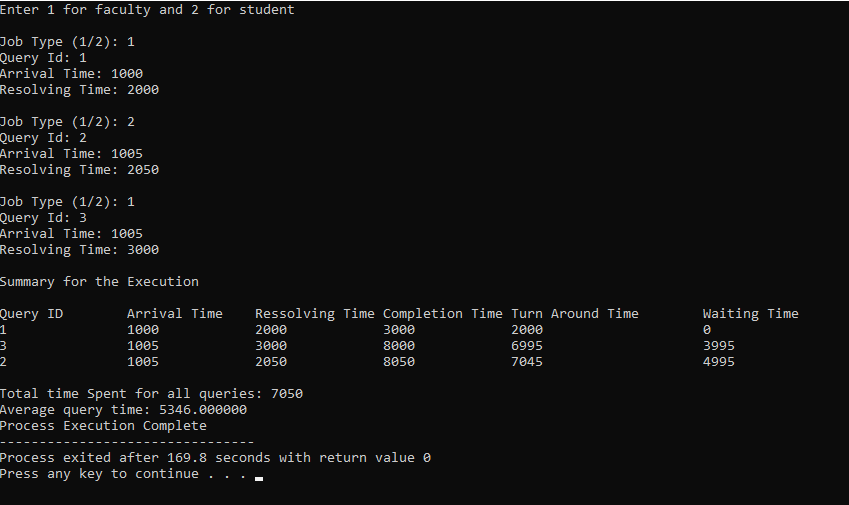 Enter 1 for faculty and 2 for student
Job Type (1/2): 1
Query Id: 1
Arrival Time: 1000
Resolving Time: 2000
Job Type (1/2): 2
Query Id: 2
Arrival Time: 1005
Resolving Time: 2050
Job Type (1/2): 1
Query Id: 3
Arrival Time: 1005
Resolving Time: 3000
Summary for the Execution
Query ID Arrival Time Ressolving Time Completion Time Turn Around Time Waiting Time
1 1000 2000 3000 2000 0
3 1005 3000 8000 6995 3995
2 1005 2050 8050 7045 4995
Total time Spent for all queries: 7050
Average query time: 5346.000000
Process Execution Complete
--------------------------------
Process exited after 169.8 seconds with return value 0
Press any key to continue . . .